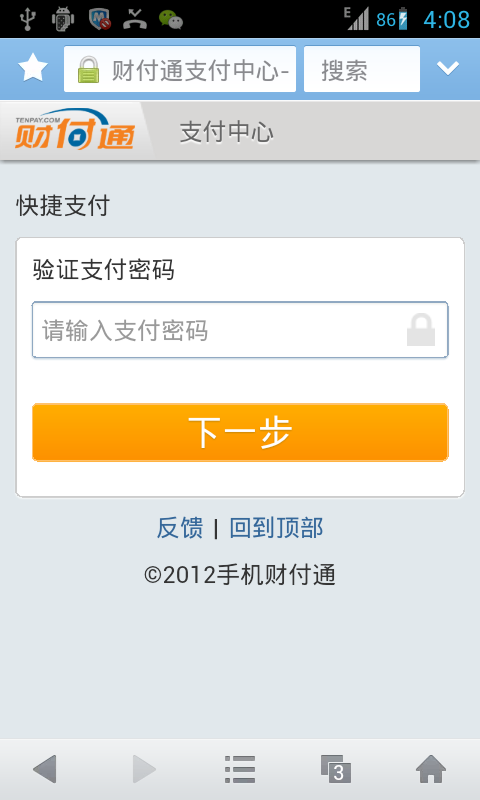 E 86 4:08
财付通支付中心- 搜索
TENPAY.COM
财付通 支付中心
快捷支付
验证支付密码
请输入支付密码
下一步
反馈 | 回到顶部
©2012手机财付通
3